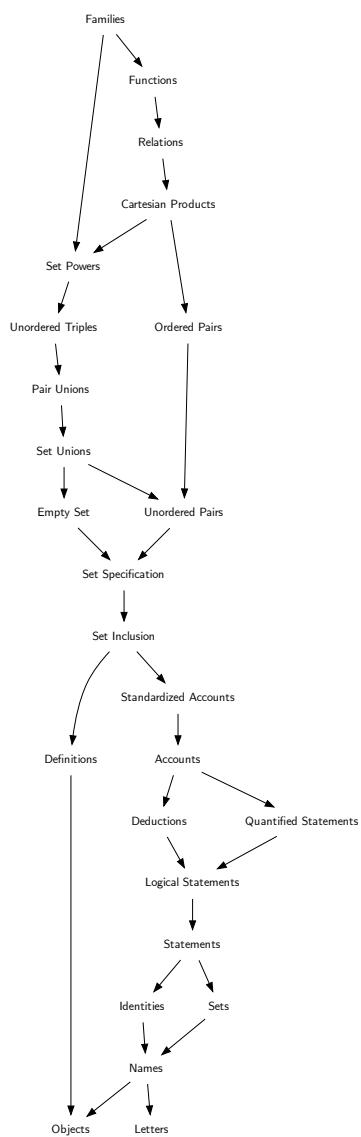 Families
Functions
Relations
Cartesian Products
Set Powers
Unordered Triples
Ordered Pairs
Pair Unions
Set Unions
Empty Set
Unordered Pairs
Set Specification
Set Inclusion
Standardized Accounts
Definitions
Accounts
Deductions
Quantified Statements
Logical Statements
Statements
Identities
Sets
Names
Objects
Letters